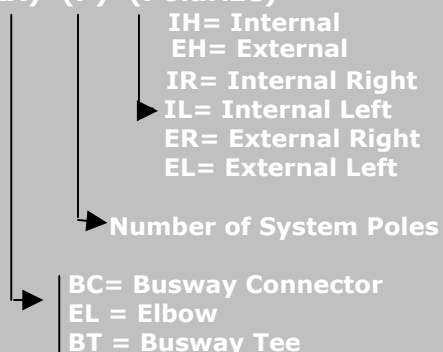 IH= Internal
EH= External
IR= Internal Right
IL= Internal Left
ER= External Right
EL= External Left
Number of System Poles
BC= Busway Connector
EL = Elbow
BT = Busway Tee